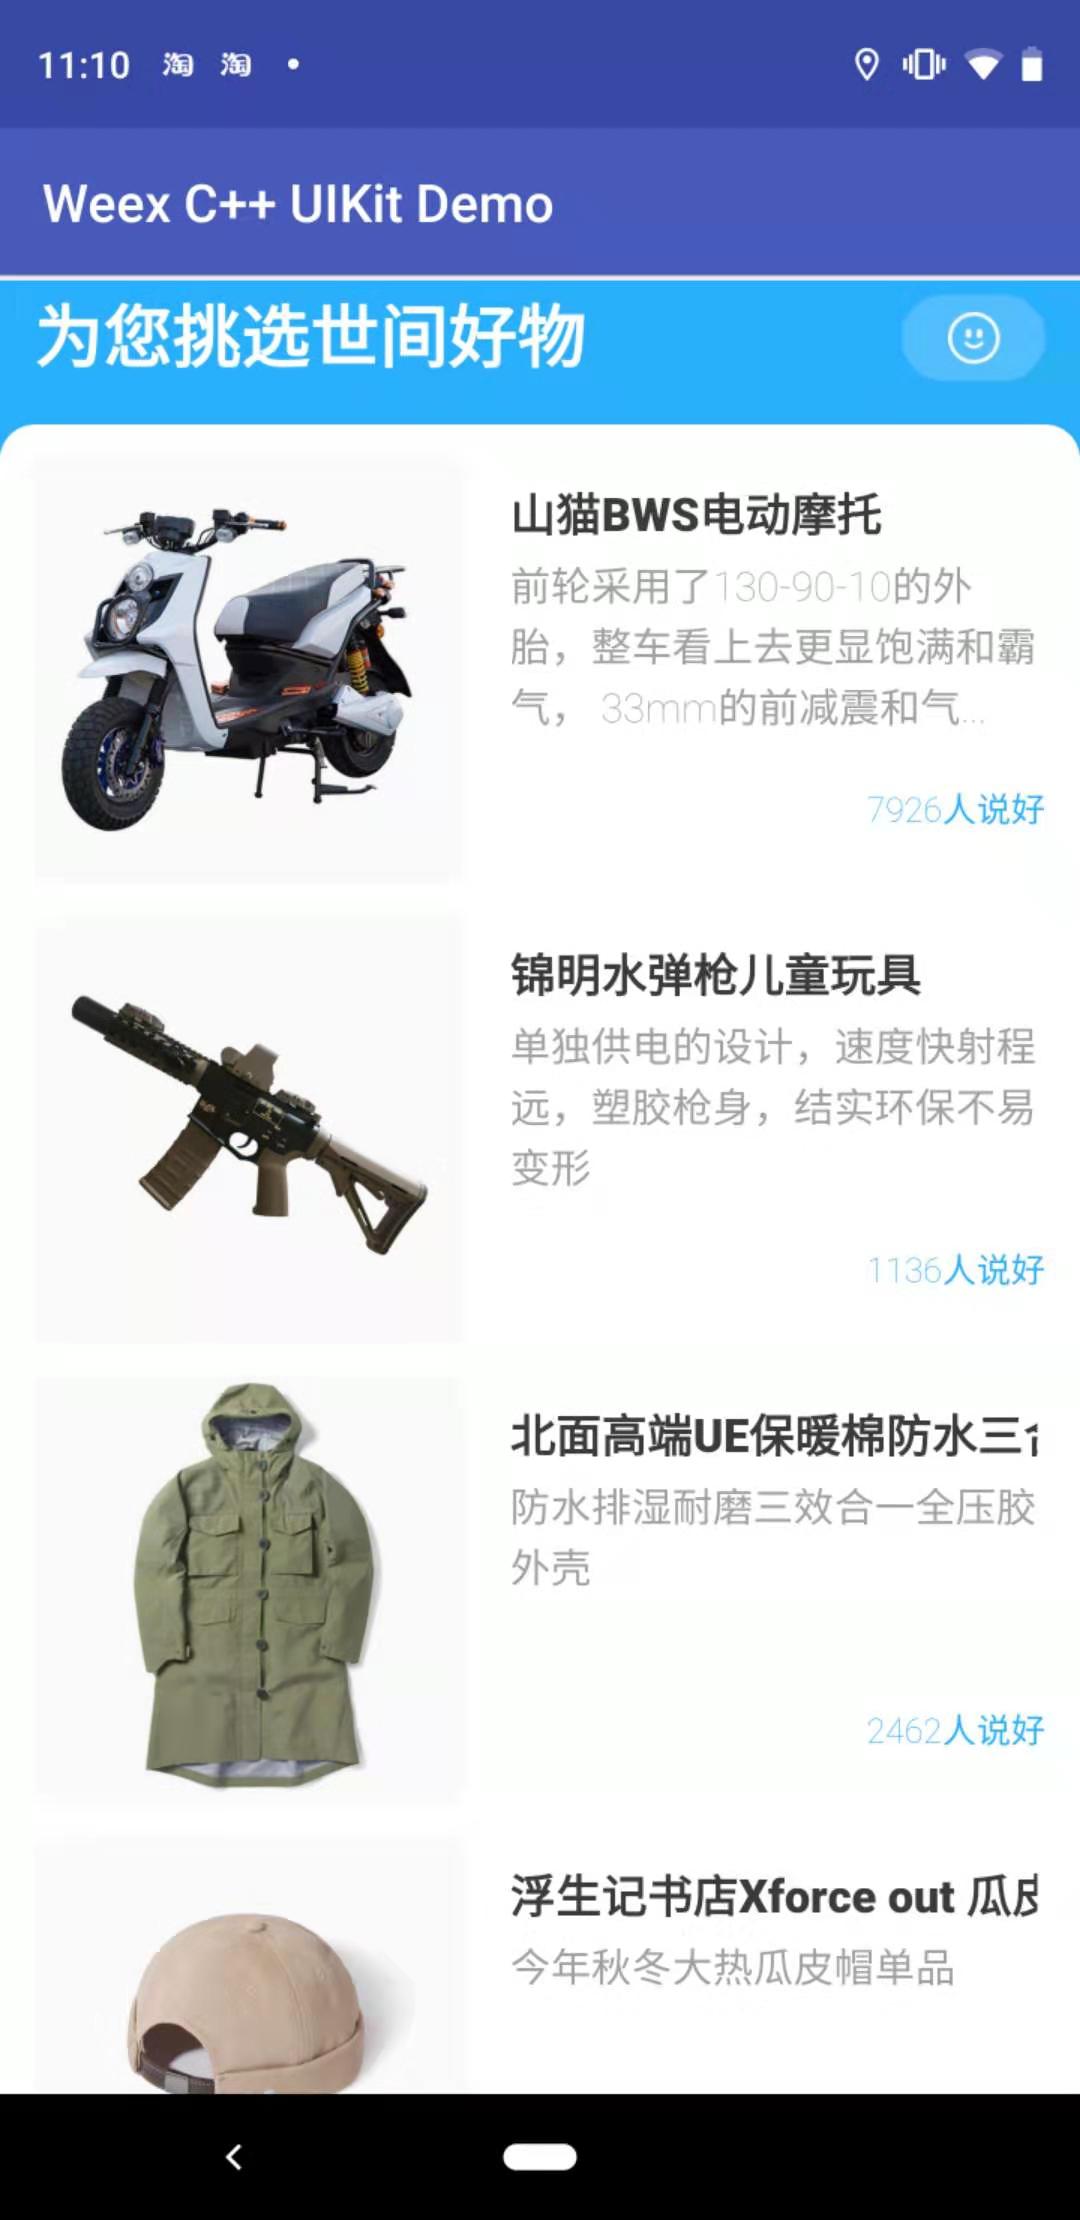 11:10 淘 淘
Weex C++ UIKit Demo
为您挑选世间好物
山猫BWS电动摩托
前轮采用了130-90-10的外
胎，整车看上去更显饱满和霸
气， 33mm的前减震和气...
7926人说好
锦明水弹枪儿童玩具
单独供电的设计，速度快射程
远，塑胶枪身，结实环保不易
变形
1136人说好
北面高端UE保暖棉防水三
防水排湿耐磨三效合一全压胶
外壳
2462人说好
浮生记书店Xforce out 瓜皮
今年秋冬大热瓜皮帽单品